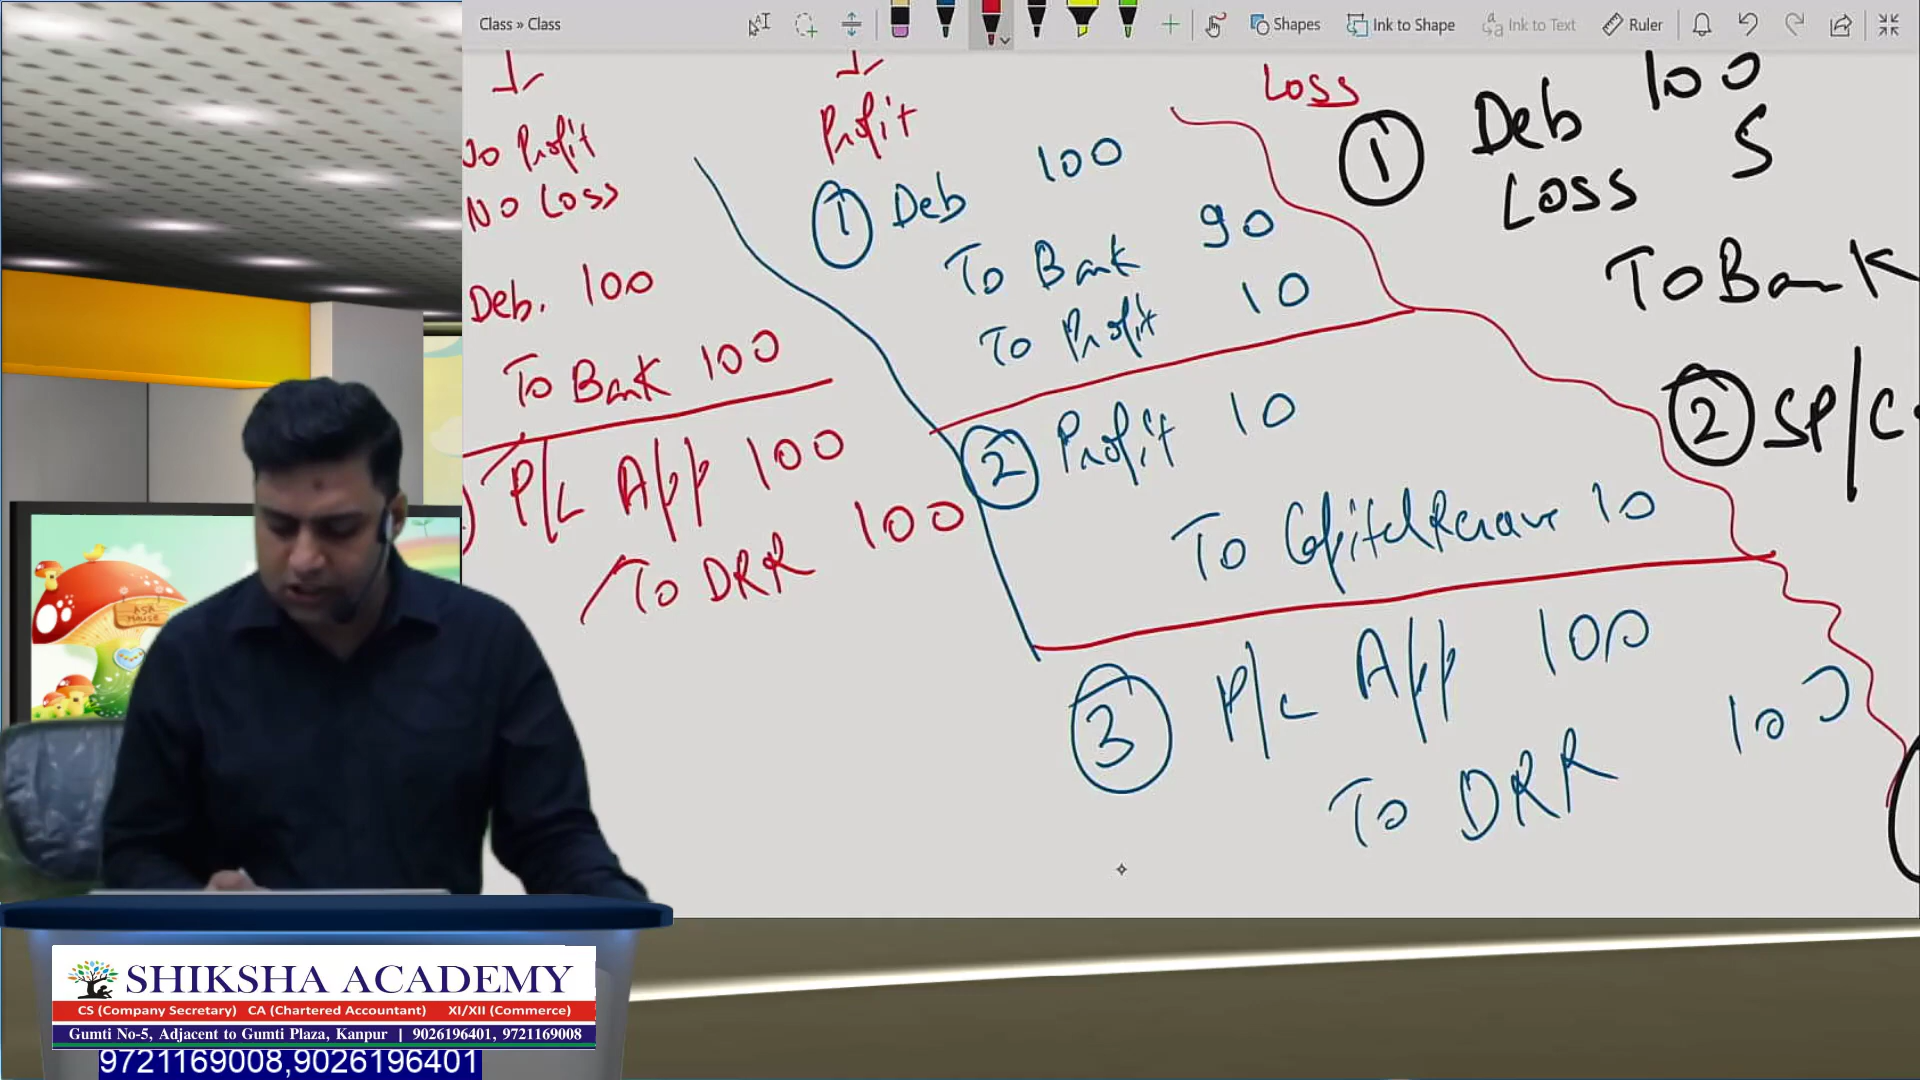 Class » Class
Shapes
Ink to Shape
Ink to Text
Ruler
No Profit
No Loss
Deb. 100
To Bank 100
P/L App 100
To DRR 100
Profit
1 Deb 100
To Bank 90
To Profit 10
2 Profit 10
To Capital Reserve 10
3 P/L App 100
To DRR 100
Loss
1 Deb 100
Loss 5
To Bank
2 SP/C
ASA
MAUSE
SHIKSHA ACADEMY
CS (Company Secretary) CA (Chartered Accountant) XI/XII (Commerce)
Gumti No-5, Adjacent to Gumti Plaza, Kanpur | 9026196401, 9721169008
9721169008,9026196401